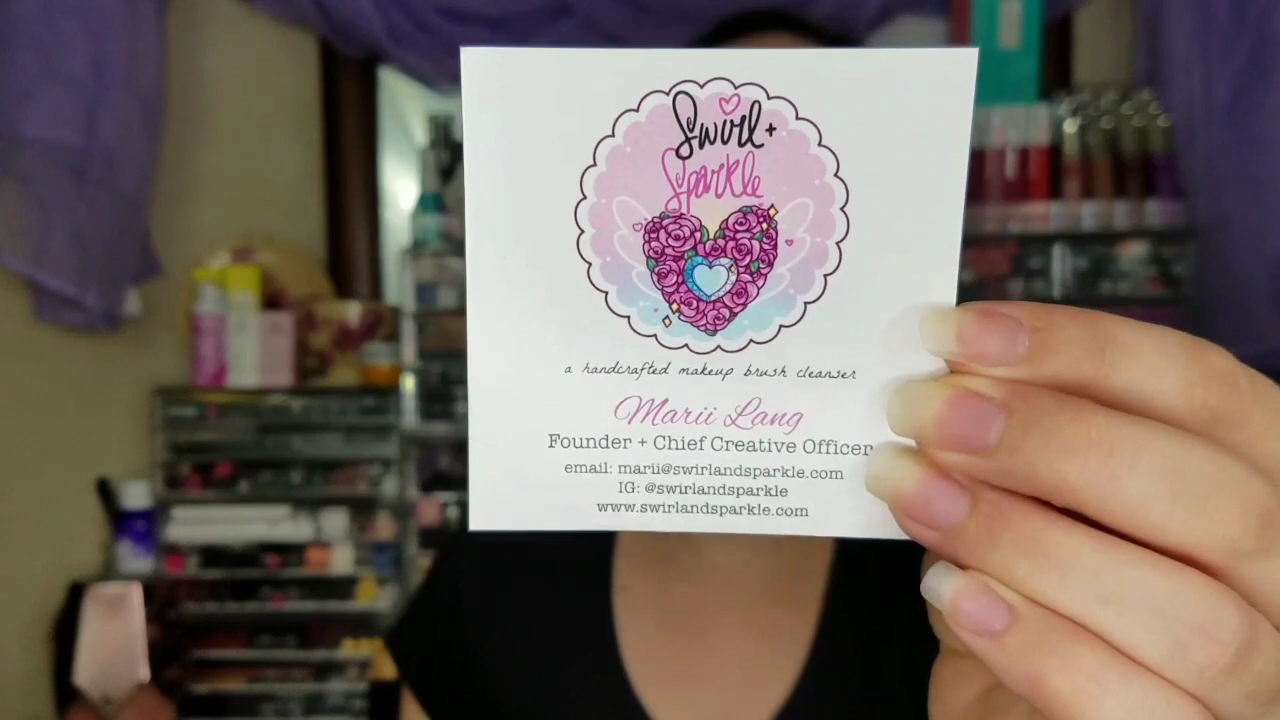 Swirl +
Sparkle
a handcrafted makeup brush cleanser
Marii Lang
Founder + Chief Creative Officer
email: marii@swirlandsparkle.com
IG: @swirlandsparkle
www.swirlandsparkle.com